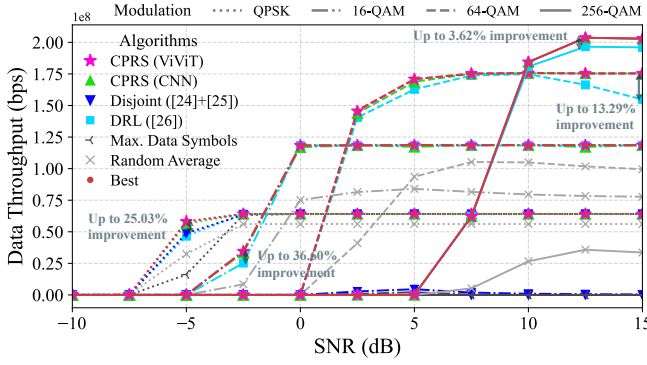 Modulation QPSK 16-QAM 64-QAM 256-QAM
1e8
Algorithms
CPRS (ViViT)
CPRS (CNN)
Disjoint ([24]+[25])
DRL ([26])
Max. Data Symbols
Random Average
Best
Up to 3.62% improvement
Up to 13.29%
improvement
Up to 25.03%
improvement
Up to 36.60%
improvement
Data Throughput (bps)
2.00
1.75
1.50
1.25
1.00
0.75
0.50
0.25
0.00
−10 −5 0 5 10 15
SNR (dB)